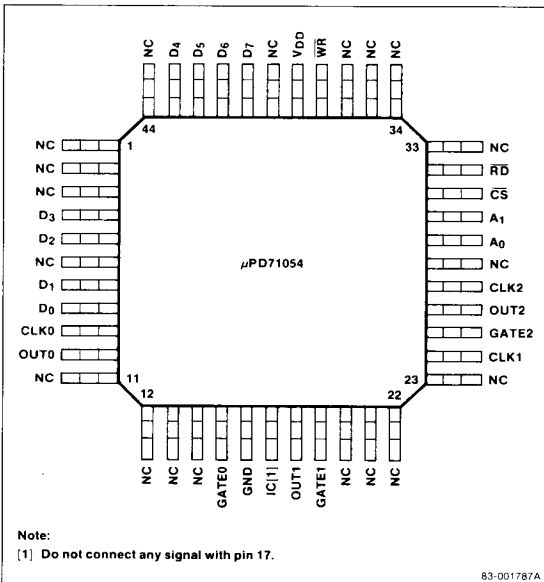 NC
D4
D5
D6
D7
NC
VDD
WR
NC
NC
NC
44
34
1
33
NC
NC
NC
D3
D2
NC
D1
D0
CLK0
OUT0
NC
μPD71054
NC
RD
CS
A1
A0
NC
CLK2
OUT2
GATE2
CLK1
NC
11
12
23
22
NC
NC
NC
GATE0
GND
IC[1]
OUT1
GATE1
NC
NC
NC
Note:
[1] Do not connect any signal with pin 17.
83-001787A